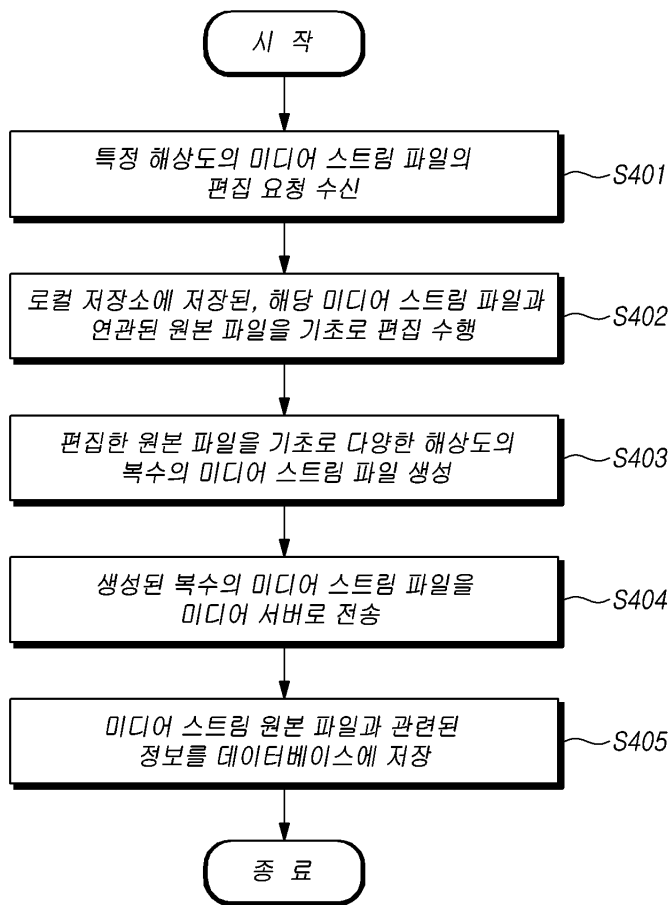 시 작
특정 해상도의 미디어 스트림 파일의
편집 요청 수신
S401
로컬 저장소에 저장된, 해당 미디어 스트림 파일과
연관된 원본 파일을 기초로 편집 수행
S402
편집한 원본 파일을 기초로 다양한 해상도의
복수의 미디어 스트림 파일 생성
S403
생성된 복수의 미디어 스트림 파일을
미디어 서버로 전송
S404
미디어 스트림 원본 파일과 관련된
정보를 데이터베이스에 저장
S405
종 료